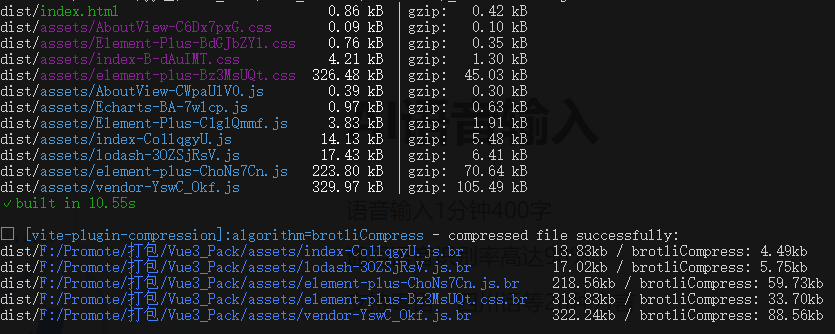 dist/index.html 0.86 kB │ gzip: 0.42 kB
dist/assets/AboutView-C6Dx7pxG.css 0.09 kB │ gzip: 0.10 kB
dist/assets/Element-Plus-BdGJbZY1.css 0.76 kB │ gzip: 0.35 kB
dist/assets/index-B-dAuIMT.css 4.21 kB │ gzip: 1.30 kB
dist/assets/element-plus-Bz3MsUQt.css 326.48 kB │ gzip: 45.03 kB
dist/assets/AboutView-CWpaU1V0.js 0.39 kB │ gzip: 0.30 kB
dist/assets/Echarts-BA-7w1cp.js 0.97 kB │ gzip: 0.63 kB
dist/assets/Element-Plus-ClglQmmf.js 3.83 kB │ gzip: 1.91 kB
dist/assets/index-CollqgyU.js 14.13 kB │ gzip: 5.48 kB
dist/assets/lodash-3OZSjRsV.js 17.43 kB │ gzip: 6.41 kB
dist/assets/element-plus-ChoNs7Cn.js 223.80 kB │ gzip: 70.64 kB
dist/assets/vendor-YswC_Okf.js 329.97 kB │ gzip: 105.49 kB
✓ built in 10.55s
语音输入1分钟400字
[vite-plugin-compression]:algorithm=brotliCompress - compressed file successfully:
dist/F:/Promote/打包/Vue3_Pack/assets/index-CollqgyU.js.br 13.83kb / brotliCompress: 4.49kb
dist/F:/Promote/打包/Vue3_Pack/assets/lodash-3OZSjRsV.js.br 17.02kb / brotliCompress: 5.75kb
dist/F:/Promote/打包/Vue3_Pack/assets/element-plus-ChoNs7Cn.js.br 218.56kb / brotliCompress: 59.73kb
dist/F:/Promote/打包/Vue3_Pack/assets/element-plus-Bz3MsUQt.css.br 318.83kb / brotliCompress: 33.70kb
dist/F:/Promote/打包/Vue3_Pack/assets/vendor-YswC_Okf.js.br 322.24kb / brotliCompress: 88.56kb